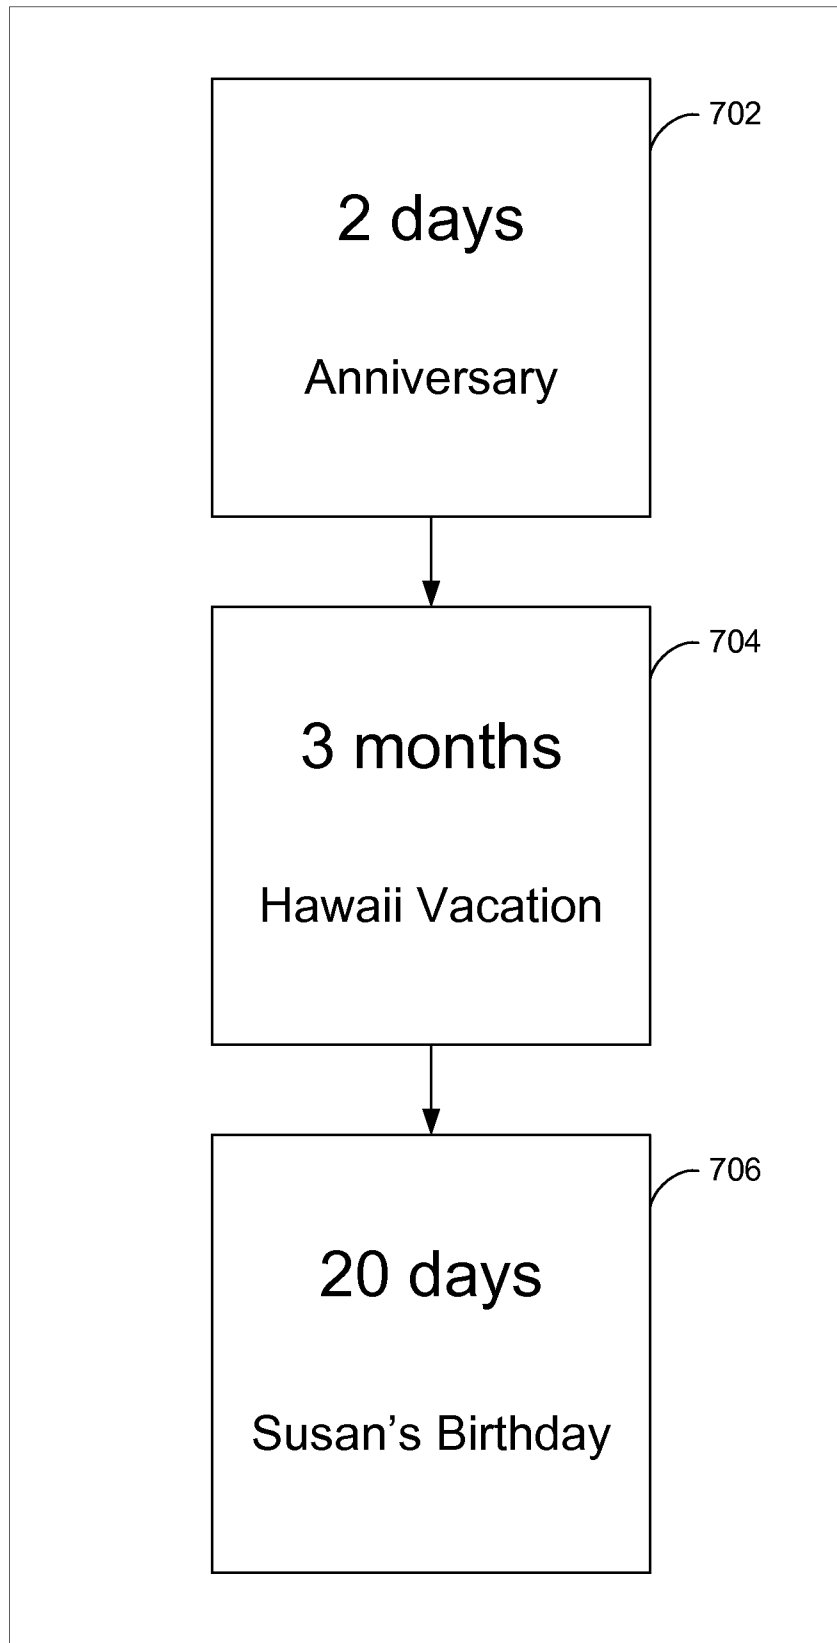 702
2 days
Anniversary
704
3 months
Hawaii Vacation
706
20 days
Susan’s Birthday